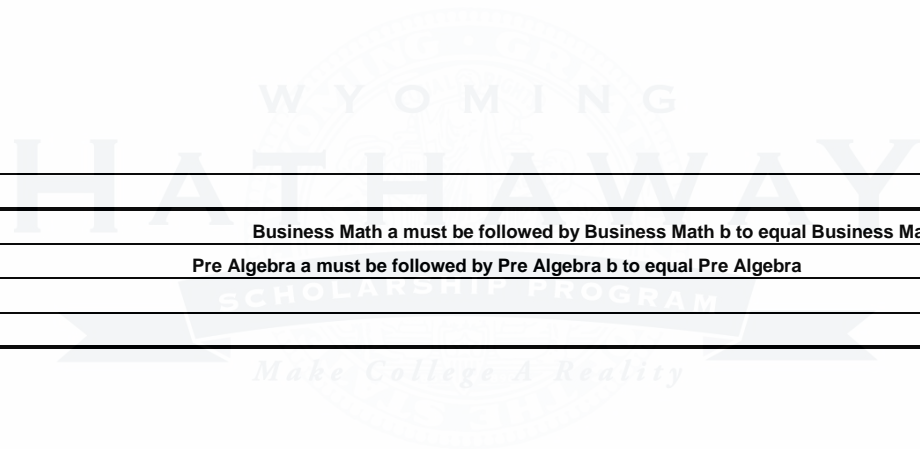 WYOMING
HATHAWAY
Business Math a must be followed by Business Math b to equal Business Ma
Pre Algebra a must be followed by Pre Algebra b to equal Pre Algebra
SCHOLARSHIP PROGRAM
Make College A Reality